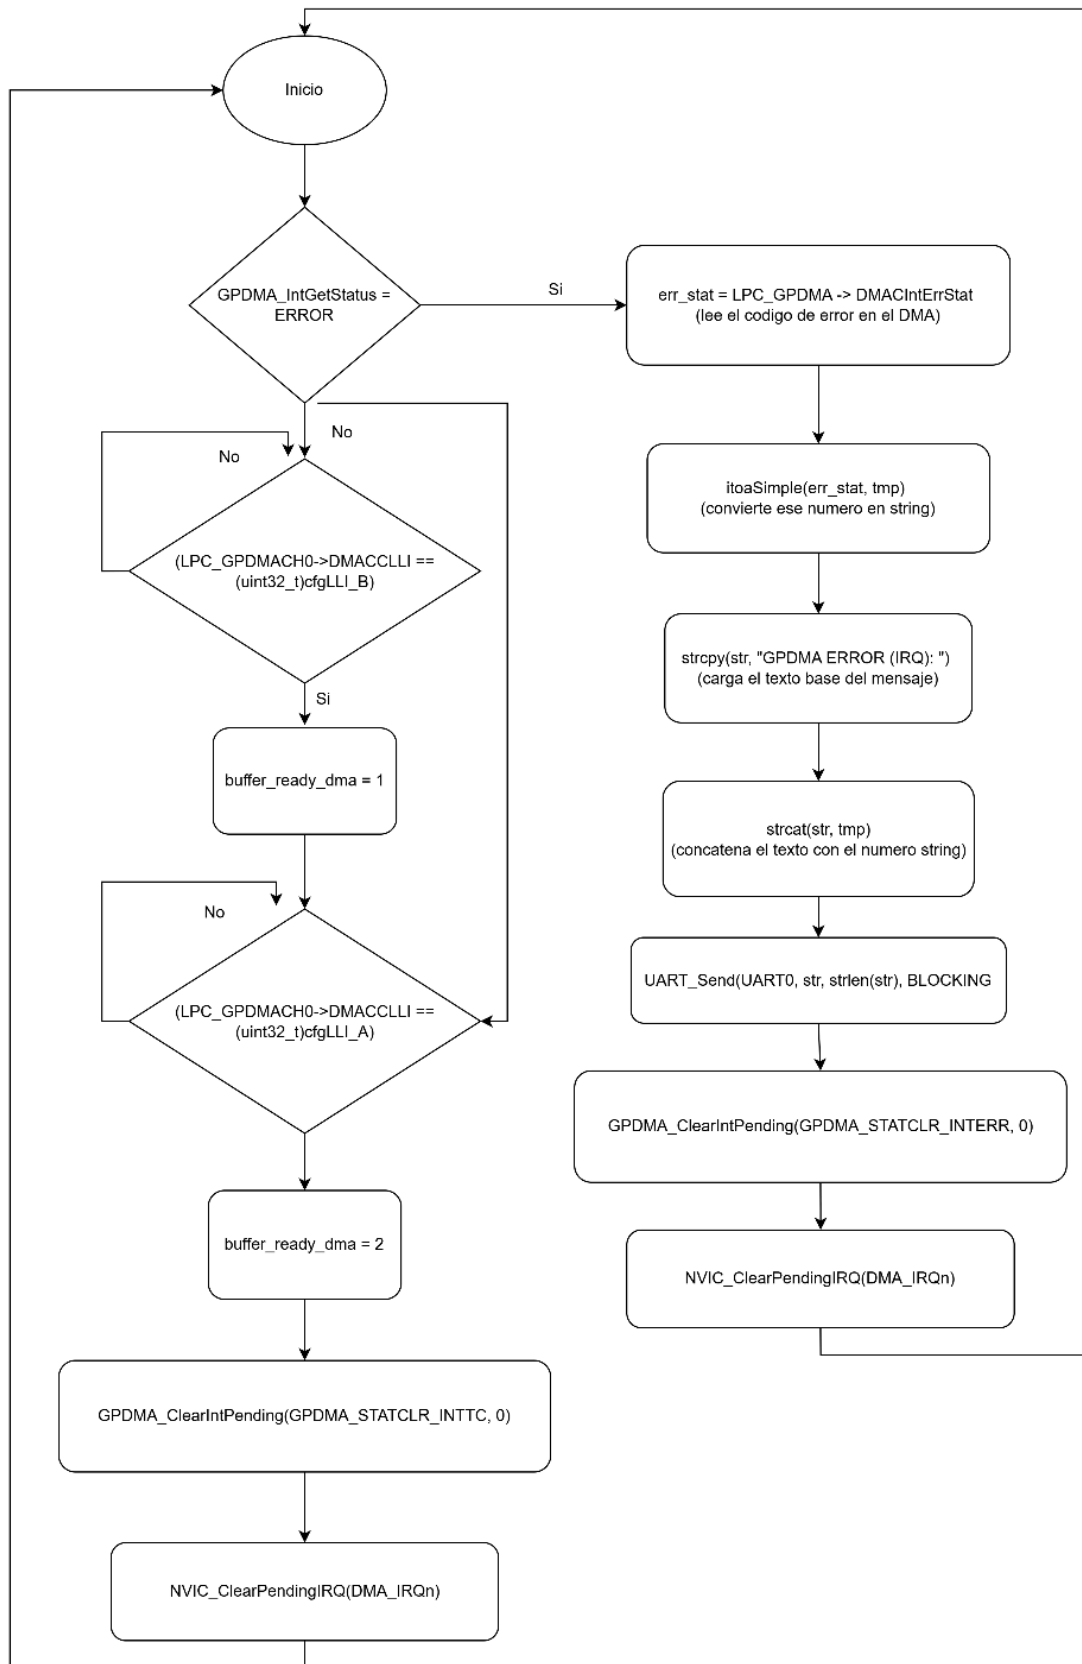 Inicio
GPDMA_IntGetStatus =
ERROR
Si
err_stat = LPC_GPDMA -> DMACIntErrStat
(lee el codigo de error en el DMA)
No
No
(LPC_GPDMACH0->DMACCLLI ==
(uint32_t)cfgLLI_B)
itoaSimple(err_stat, tmp)
(convierte ese numero en string)
strcpy(str, "GPDMA ERROR (IRQ): ")
(carga el texto base del mensaje)
Si
buffer_ready_dma = 1
strcat(str, tmp)
(concatena el texto con el numero string)
No
(LPC_GPDMACH0->DMACCLLI ==
(uint32_t)cfgLLI_A)
UART_Send(UART0, str, strlen(str), BLOCKING
GPDMA_ClearIntPending(GPDMA_STATCLR_INTERR, 0)
buffer_ready_dma = 2
NVIC_ClearPendingIRQ(DMA_IRQn)
GPDMA_ClearIntPending(GPDMA_STATCLR_INTTC, 0)
NVIC_ClearPendingIRQ(DMA_IRQn)